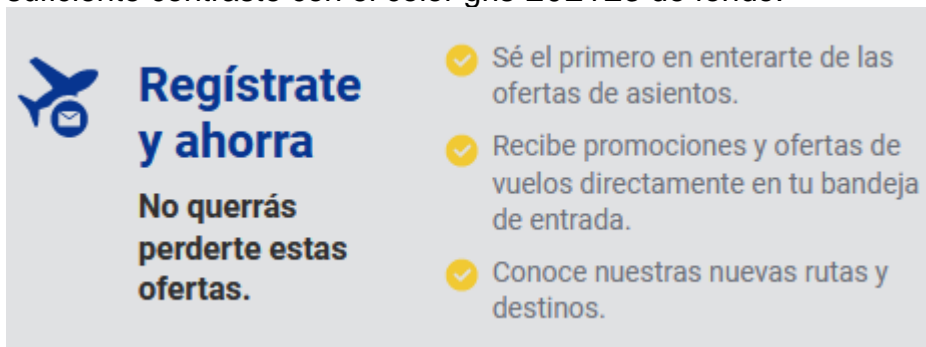 Regístrate
y ahorra
No querrás
perderte estas
ofertas.
Sé el primero en enterarte de las
ofertas de asientos.
Recibe promociones y ofertas de
vuelos directamente en tu bandeja
de entrada.
Conoce nuestras nuevas rutas y
destinos.